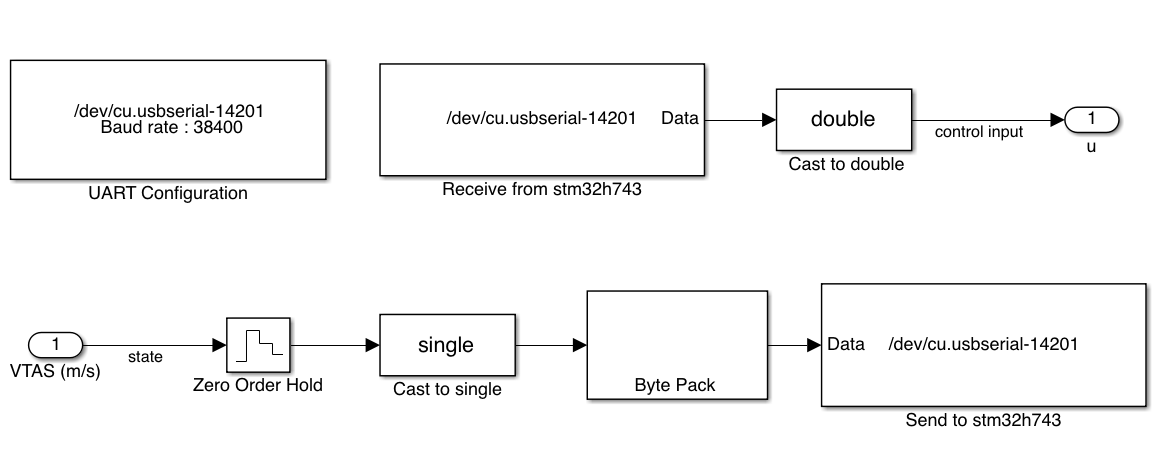 /dev/cu.usbserial-14201
Baud rate : 38400
UART Configuration
/dev/cu.usbserial-14201
Data
Receive from stm32h743
double
Cast to double
control input
1
u
1
VTAS (m/s)
state
Zero Order Hold
single
Cast to single
Byte Pack
Data
/dev/cu.usbserial-14201
Send to stm32h743